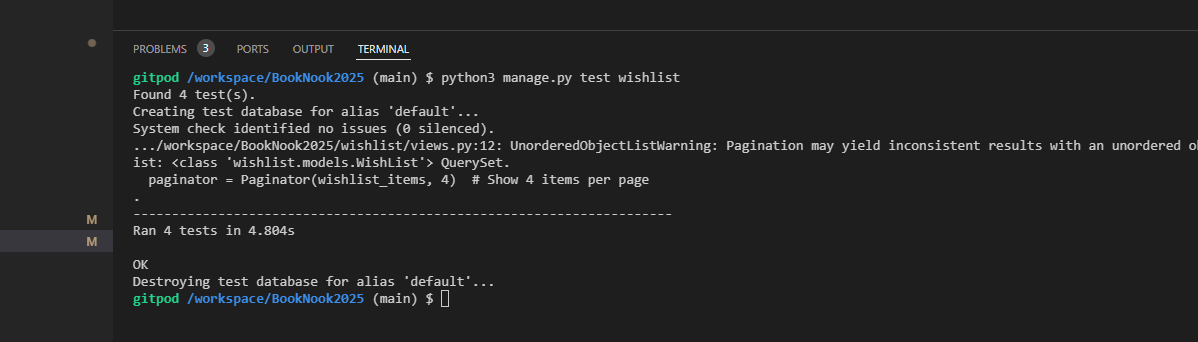 PROBLEMS 3 PORTS OUTPUT TERMINAL
gitpod /workspace/BookNook2025 (main) $ python3 manage.py test wishlist
Found 4 test(s).
Creating test database for alias 'default'...
System check identified no issues (0 silenced).
.../workspace/BookNook2025/wishlist/views.py:12: UnorderedObjectListWarning: Pagination may yield inconsistent results with an unordered
ist: <class 'wishlist.models.WishList'> QuerySet.
paginator = Paginator(wishlist_items, 4)  # Show 4 items per page
.
----------------------------------------------------------------------
M
Ran 4 tests in 4.804s
M
OK
Destroying test database for alias 'default'...
gitpod /workspace/BookNook2025 (main) $